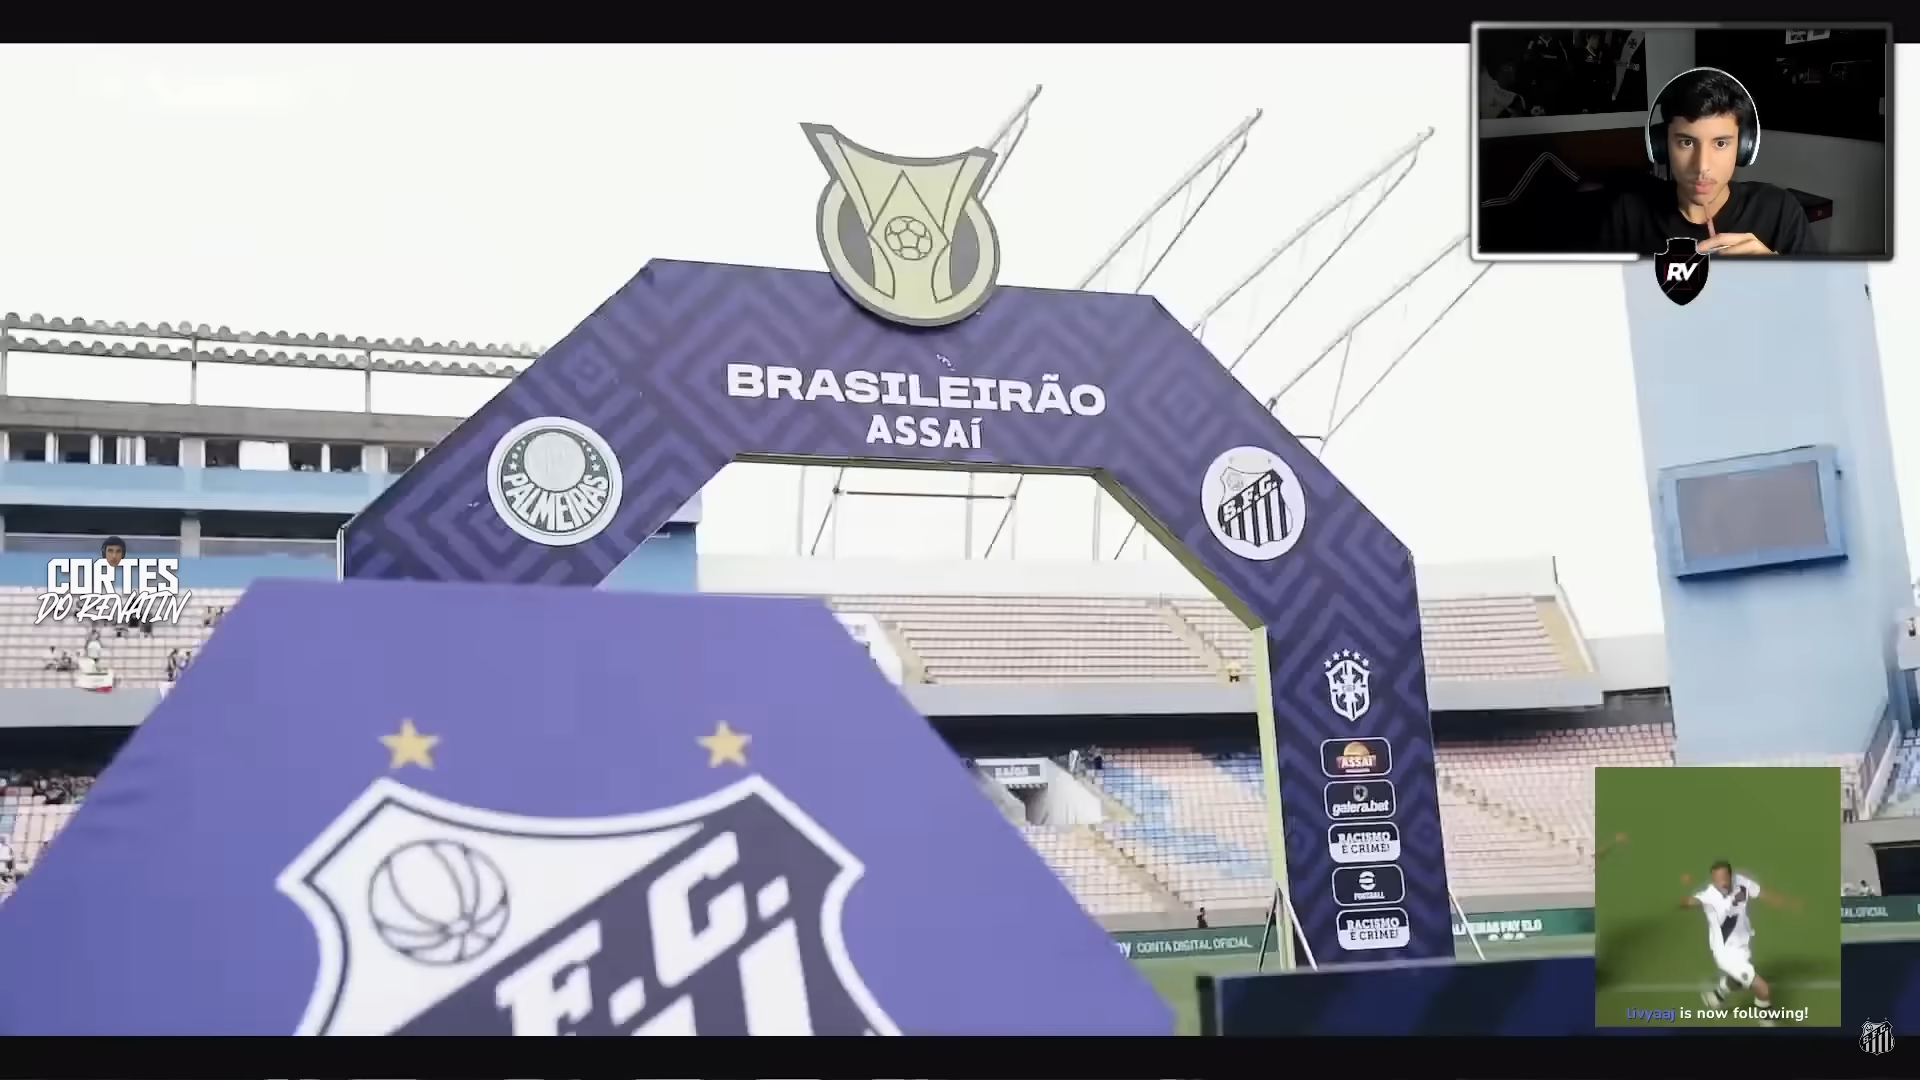 RV
BRASILEIRÃO
ASSAÍ
PALMEIRAS
S.F.C.
CORTES
DO RENATIN
ASSAÍ
galera.bet
RACISMO
É CRIME!
FOOTBALL
RACISMO
É CRIME!
F.C.
CONTA DIGITAL OFICIAL
livyaaj is now following!